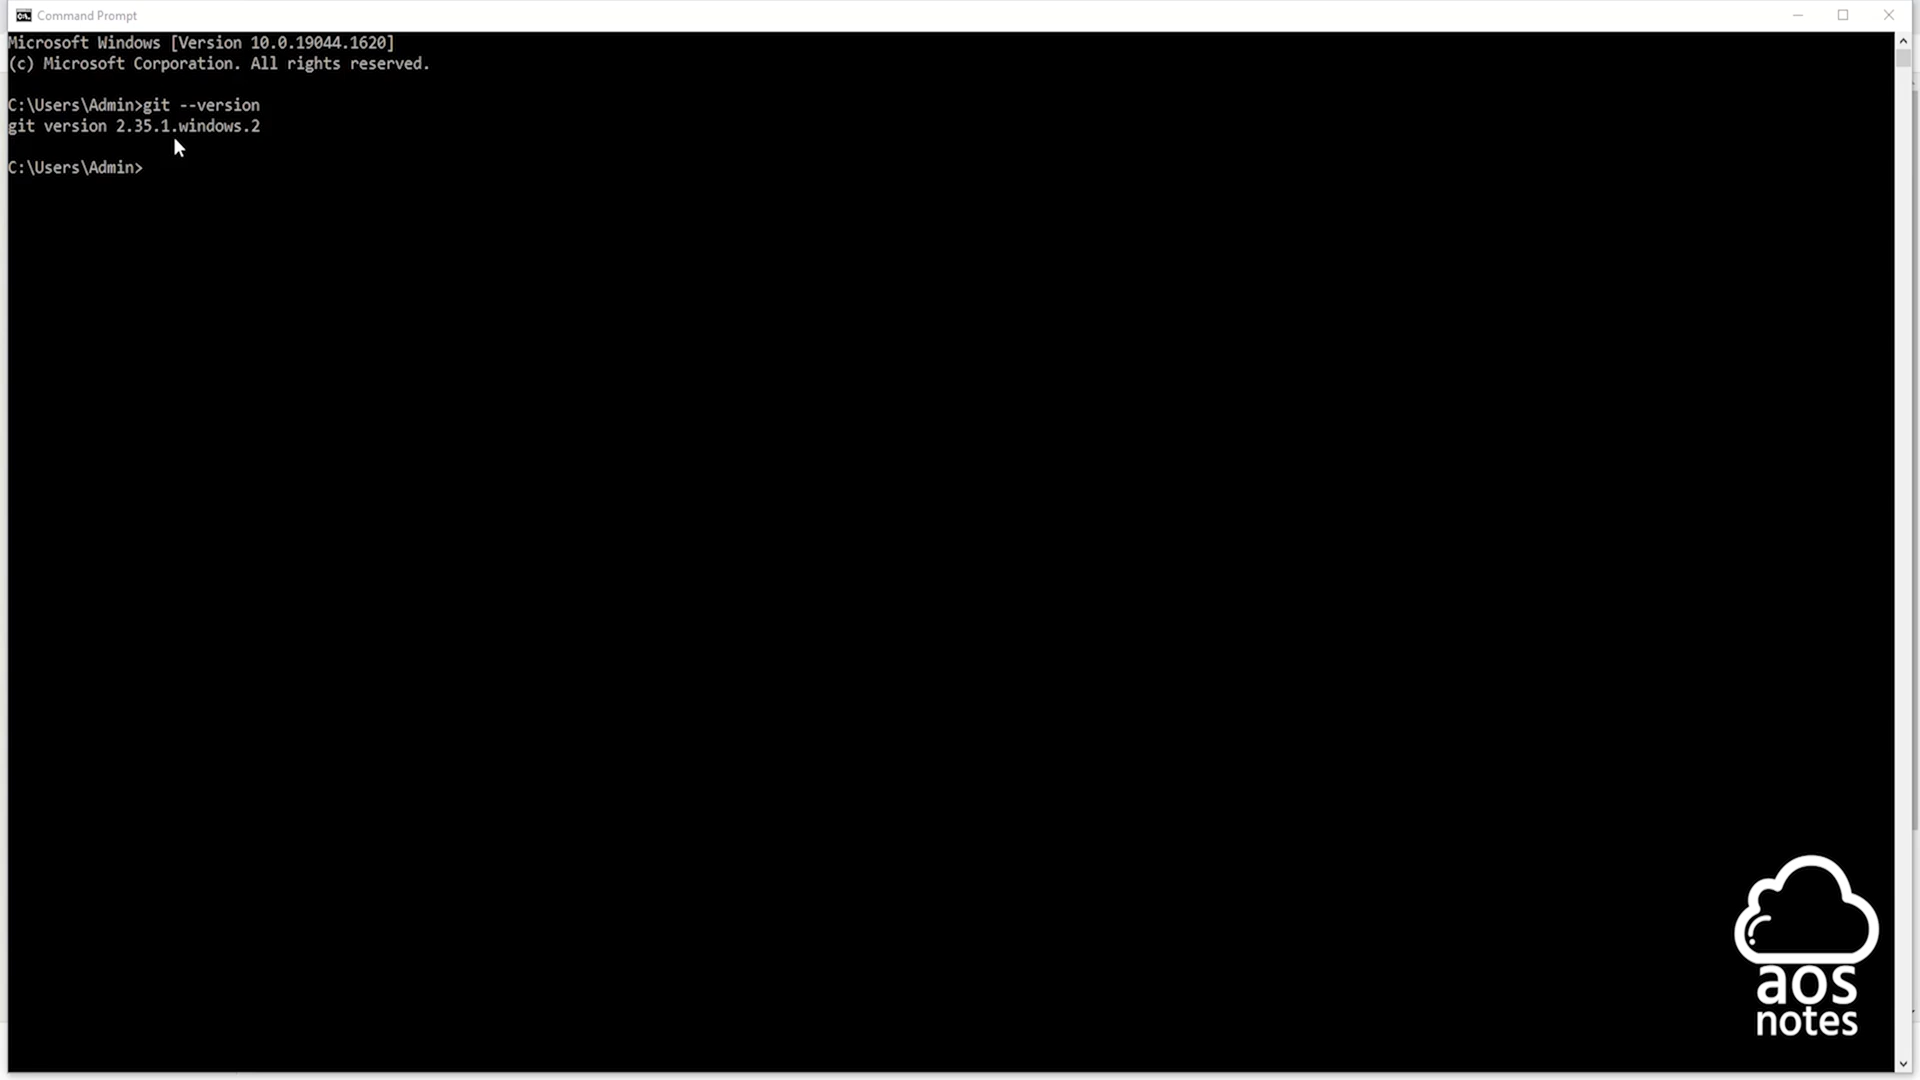 Command Prompt
Microsoft Windows [Version 10.0.19044.1620]
(c) Microsoft Corporation. All rights reserved.
C:\Users\Admin>git --version
git version 2.35.1.windows.2
C:\Users\Admin>
aos
notes